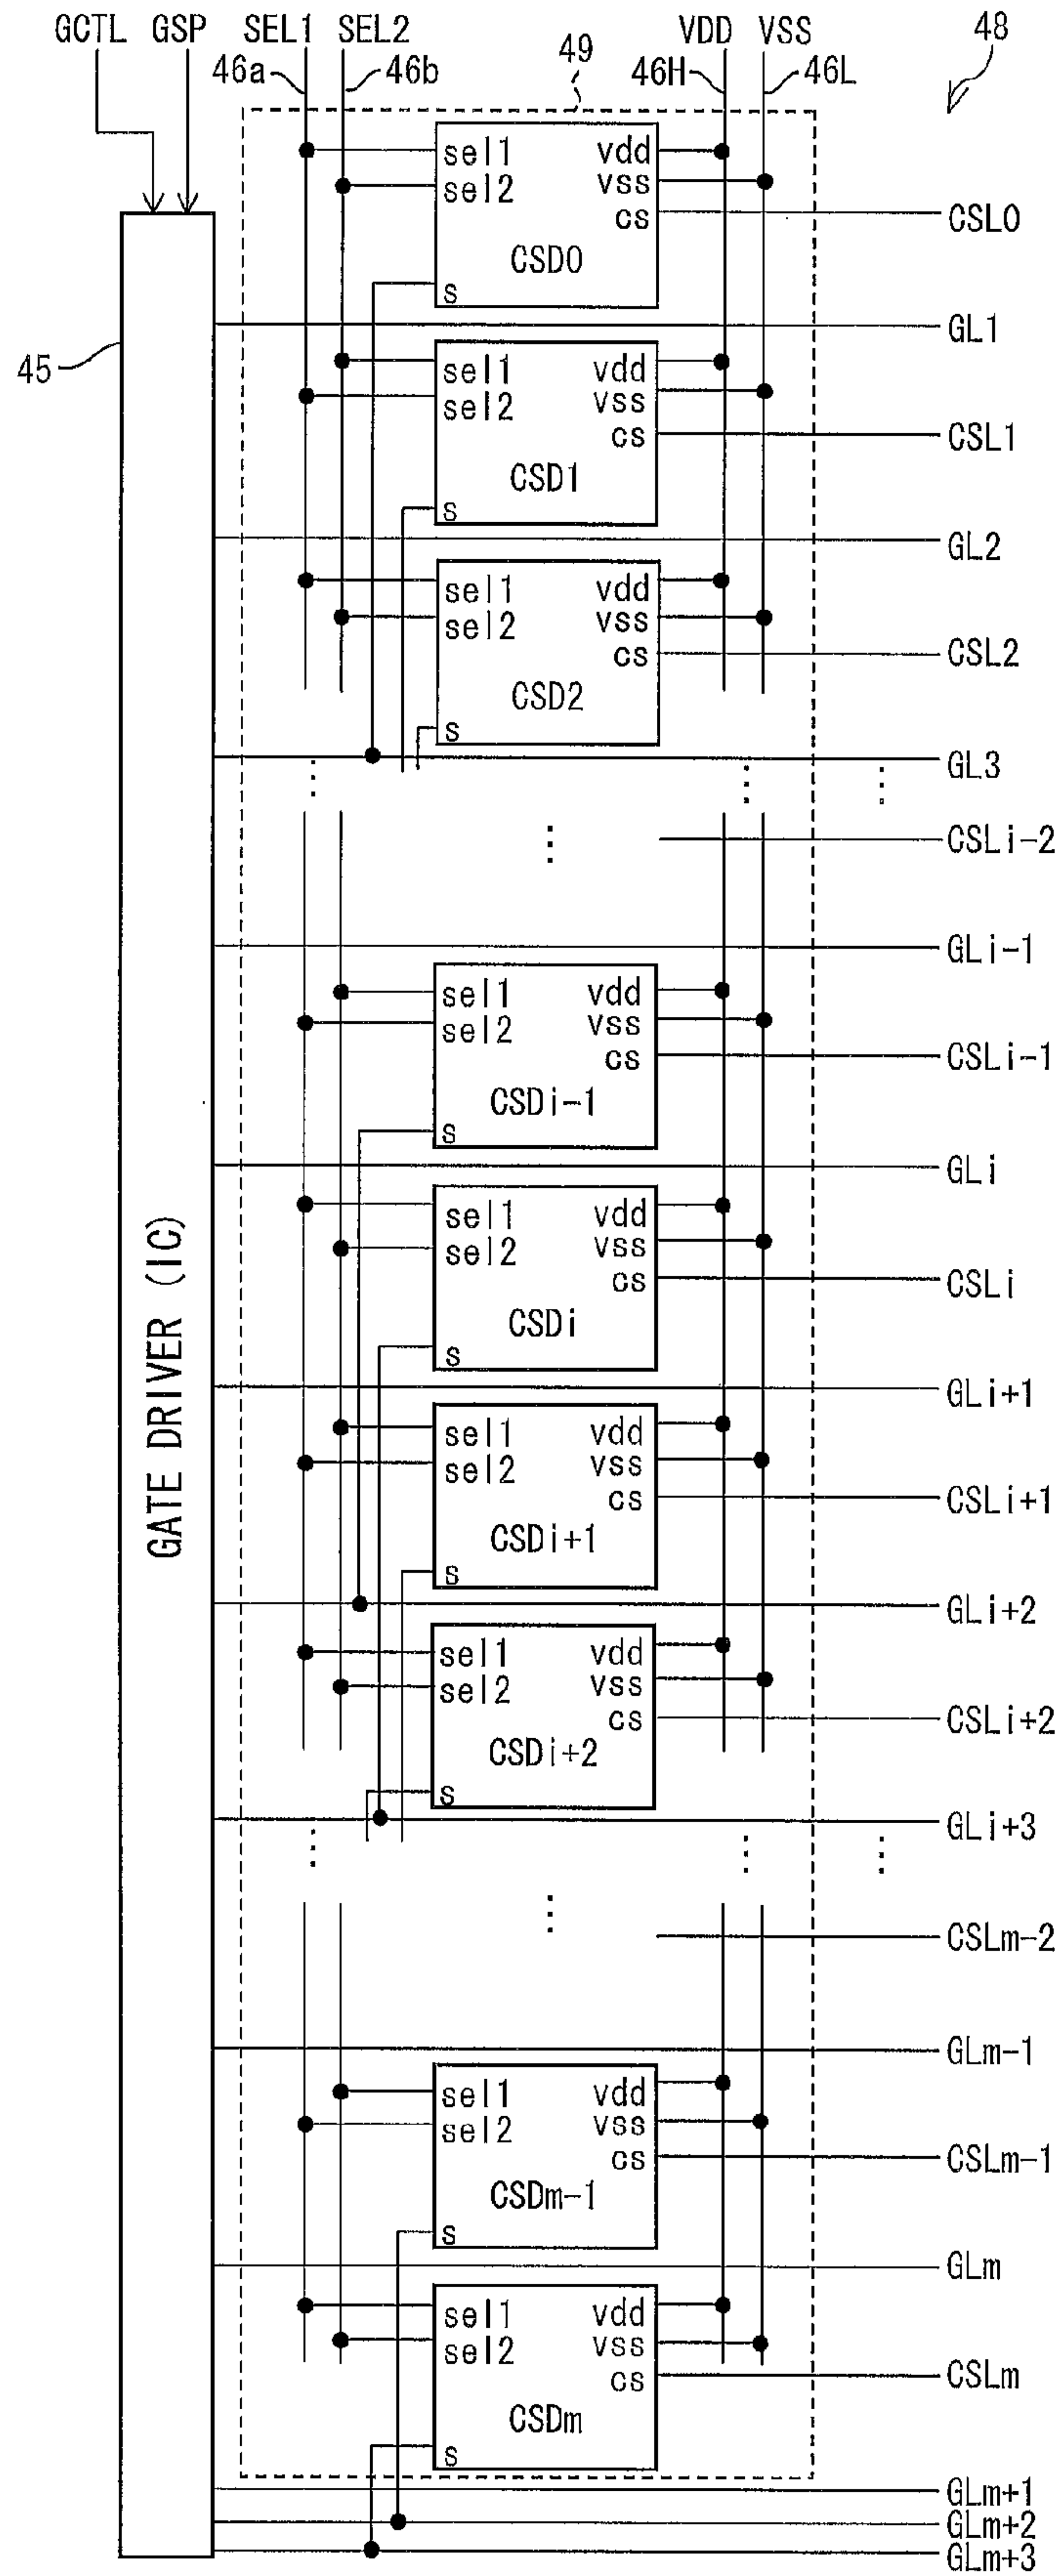 GCTL GSP SEL1 SEL2 VDD VSS 48
46a 46b 49 46H 46L
sel1 vdd
sel2 vss
cs CSL0
CSD0
s
GL1
45
sel1 vdd
sel2 vss
cs CSL1
CSD1
s
GL2
sel1 vdd
sel2 vss
cs CSL2
CSD2
s
GL3
CSLi-2
GLi-1
sel1 vdd
sel2 vss
cs CSLi-1
CSDi-1
s
GLi
GATE DRIVER (IC)
sel1 vdd
sel2 vss
cs CSLi
CSDi
s
GLi+1
sel1 vdd
sel2 vss
cs CSLi+1
CSDi+1
s
GLi+2
sel1 vdd
sel2 vss
cs CSLi+2
CSDi+2
s
GLi+3
CSLm-2
GLm-1
sel1 vdd
sel2 vss
cs CSLm-1
CSDm-1
s
GLm
sel1 vdd
sel2 vss
cs CSLm
CSDm
s
GLm+1
GLm+2
GLm+3